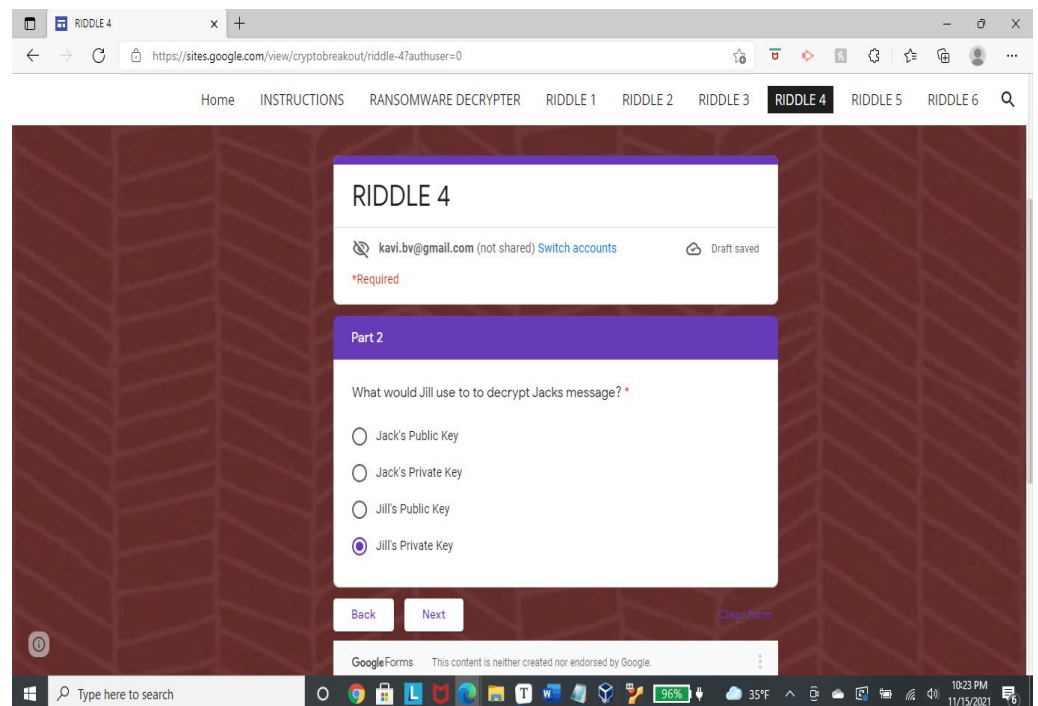 RIDDLE 4
https://sites.google.com/view/cryptobreakout/riddle-4?authuser=0
Home INSTRUCTIONS RANSOMWARE DECRYPTER RIDDLE 1 RIDDLE 2 RIDDLE 3 RIDDLE 4 RIDDLE 5 RIDDLE 6
RIDDLE 4
kavi.bv@gmail.com (not shared) Switch accounts Draft saved
*Required
Part 2
What would Jill use to to decrypt Jacks message? *
Jack's Public Key
Jack's Private Key
Jill's Public Key
Jill's Private Key
Back Next Clear form
Google Forms This content is neither created nor endorsed by Google.
Type here to search L T W 96% 35°F 10:23 PM
11/15/2021 6